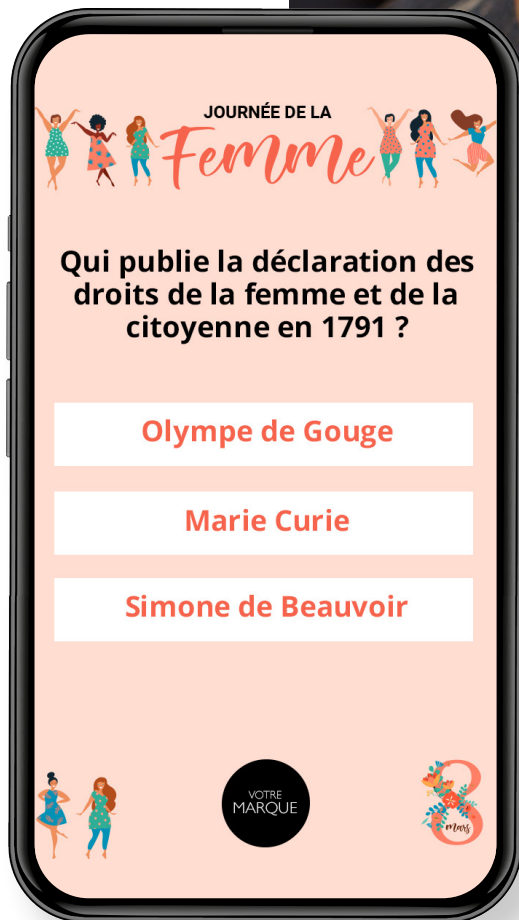 JOURNÉE DE LA
Femme
Qui publie la déclaration des
droits de la femme et de la
citoyenne en 1791 ?
Olympe de Gouge
Marie Curie
Simone de Beauvoir
VOTRE
MARQUE
8
mars